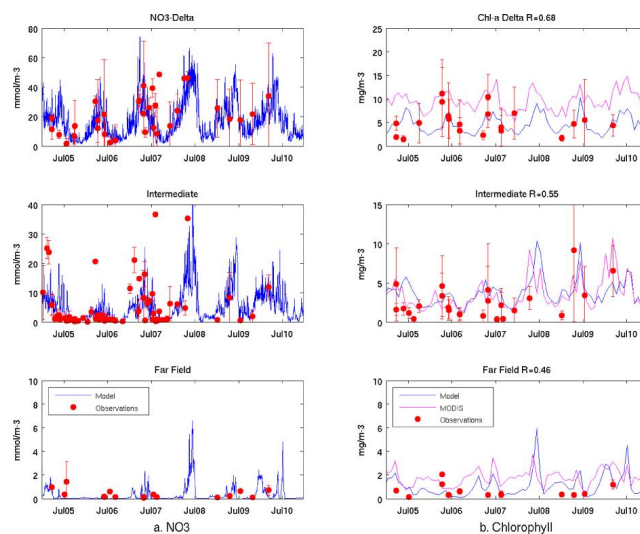 NO3-Delta
80
60
40
20
0
mmol/m-3
Jul05 Jul06 Jul07 Jul08 Jul09 Jul10
Chl-a Delta R=0.68
25
20
15
10
5
0
mg/m-3
Jul05 Jul06 Jul07 Jul08 Jul09 Jul10
Intermediate
40
30
20
10
0
mmol/m-3
Jul05 Jul06 Jul07 Jul08 Jul09 Jul10
Intermediate R=0.55
15
10
5
0
mg/m-3
Jul05 Jul06 Jul07 Jul08 Jul09 Jul10
Far Field
10
8
6
4
2
0
mmol/m-3
Model
Observations
Jul05 Jul06 Jul07 Jul08 Jul09 Jul10
a. NO3
Far Field R=0.46
10
8
6
4
2
0
mg/m-3
Model
MODIS
Observations
Jul05 Jul06 Jul07 Jul08 Jul09 Jul10
b. Chlorophyll